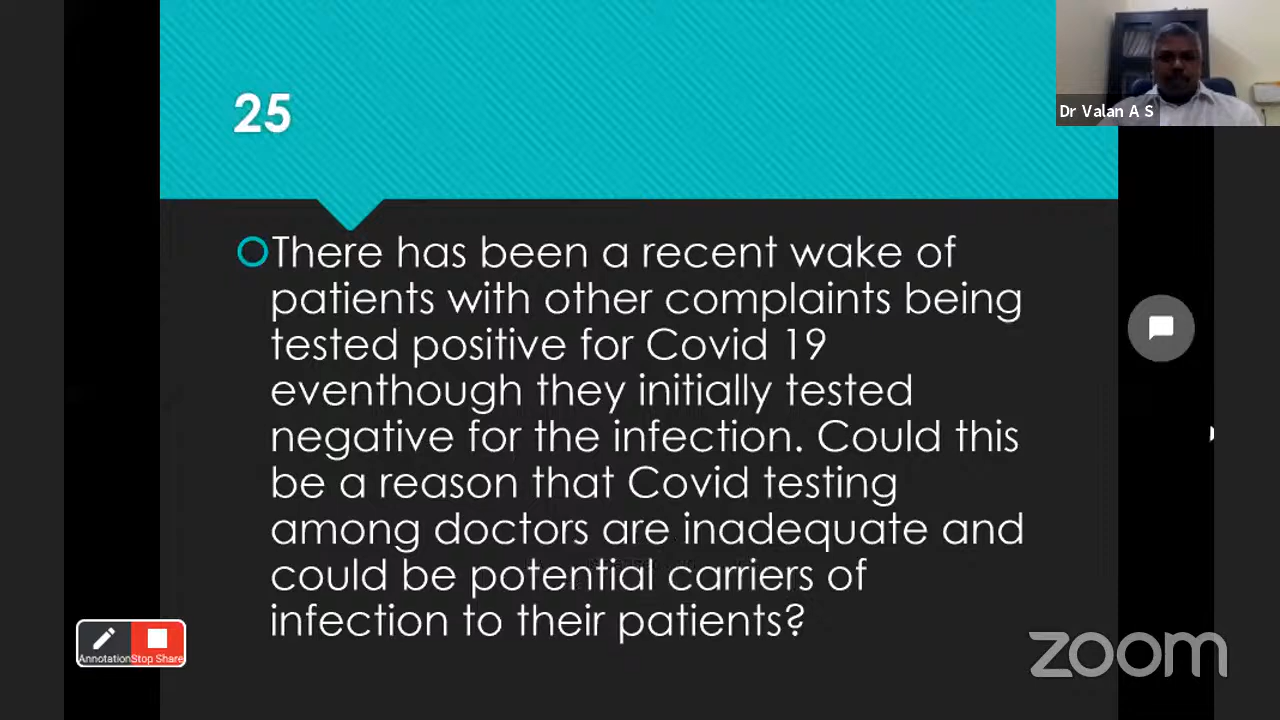 25
There has been a recent wake of
patients with other complaints being
tested positive for Covid 19
eventhough they initially tested
negative for the infection. Could this
be a reason that Covid testing
among doctors are inadequate and
could be potential carriers of
infection to their patients?
Dr Valan A S
Annotation Stop Share
zoom